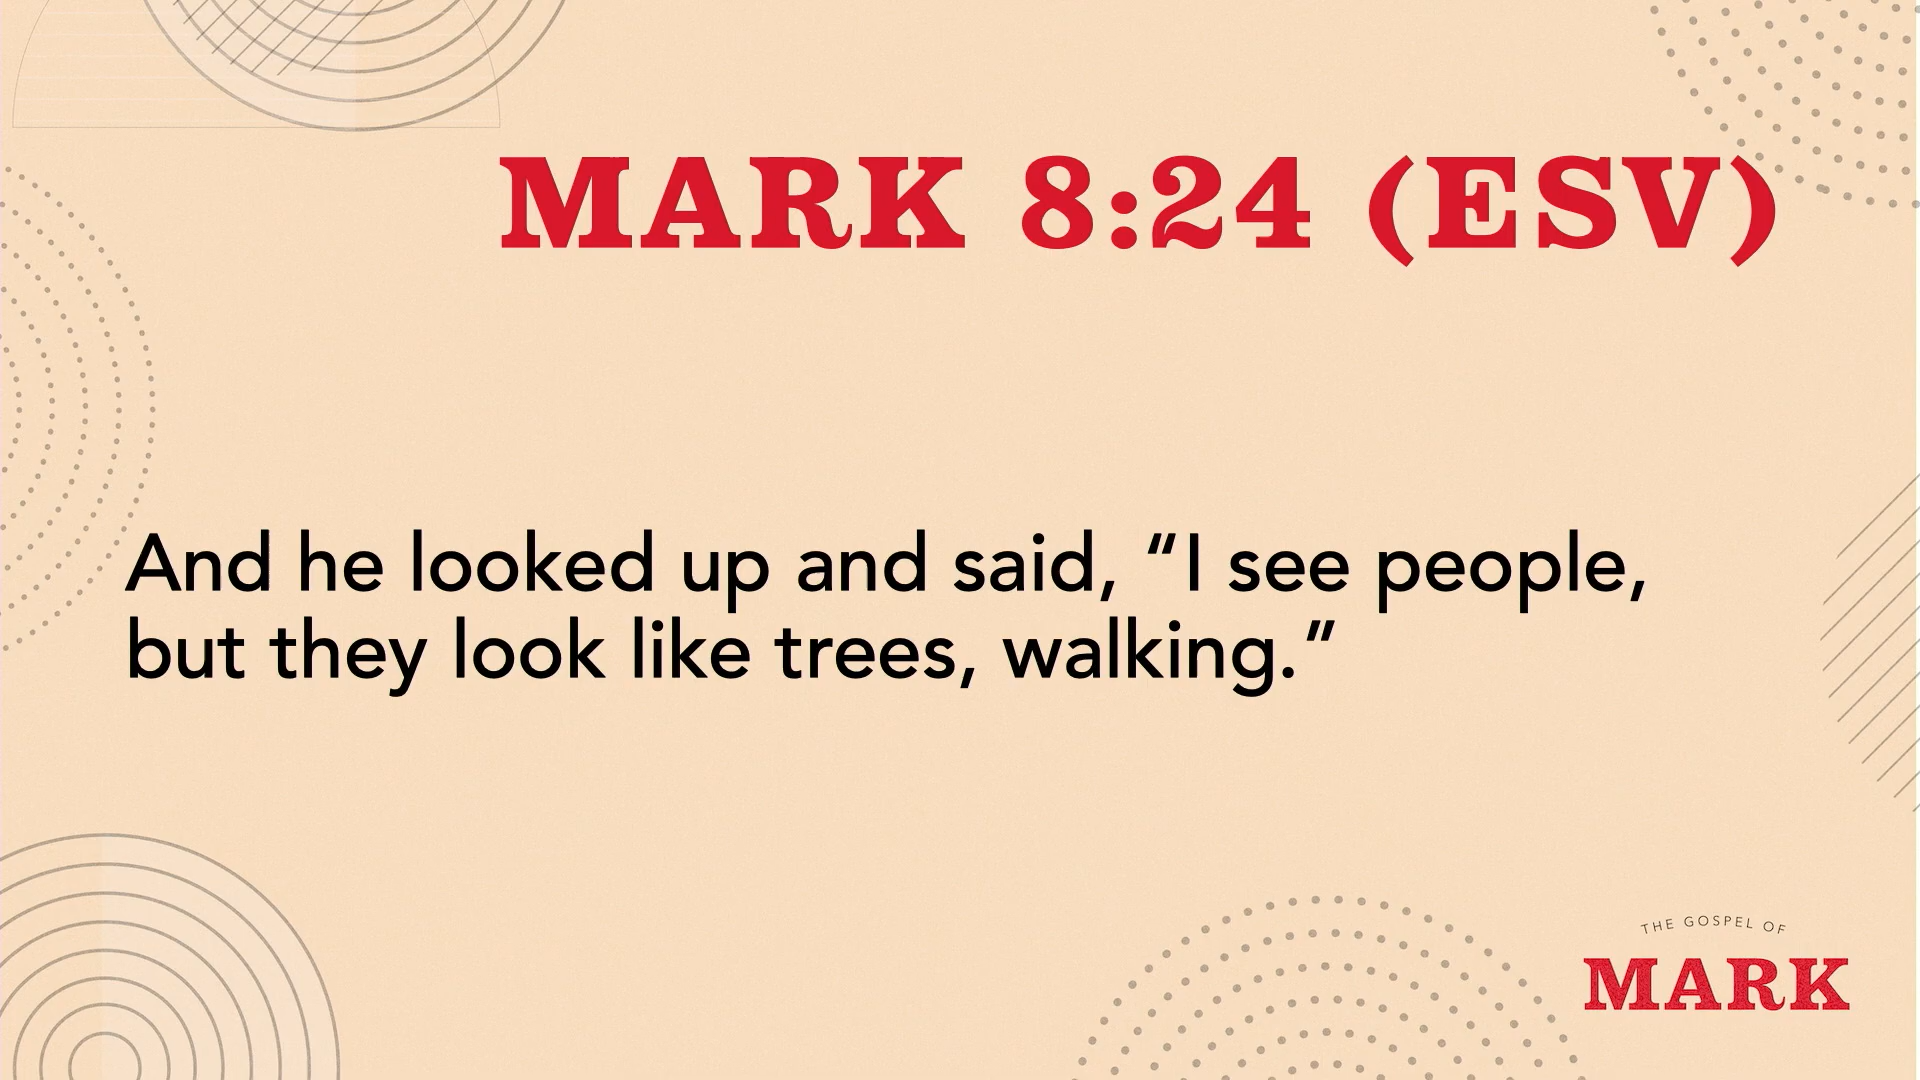 MARK 8:24 (ESV)
And he looked up and said, “I see people,
but they look like trees, walking.”
THE GOSPEL OF
MARK